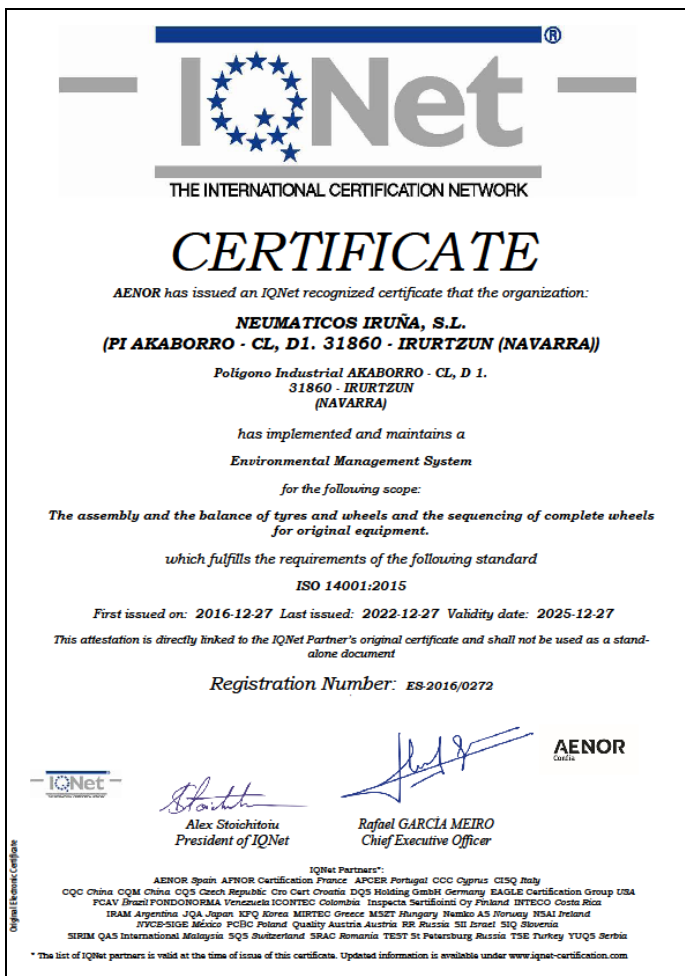 IQNet ®
THE INTERNATIONAL CERTIFICATION NETWORK
CERTIFICATE
AENOR has issued an IQNet recognized certificate that the organization:
NEUMATICOS IRUÑA, S.L.
(PI AKABORRO - CL, D1. 31860 - IRURTZUN (NAVARRA))
Polígono Industrial AKABORRO - CL, D 1.
31860 - IRURTZUN
(NAVARRA)
has implemented and maintains a
Environmental Management System
for the following scope:
The assembly and the balance of tyres and wheels and the sequencing of complete wheels
for original equipment.
which fulfills the requirements of the following standard
ISO 14001:2015
First issued on: 2016-12-27 Last issued: 2022-12-27 Validity date: 2025-12-27
This attestation is directly linked to the IQNet Partner's original certificate and shall not be used as a stand-
alone document
Registration Number: ES-2016/0272
AENOR
Confía
IQNet
Alex Stoichitoiu
President of IQNet
Rafael GARCÍA MEIRO
Chief Executive Officer
Original Electronic Certificate
IQNet Partners*:
AENOR Spain AFNOR Certification France APCER Portugal CCC Cyprus CISQ Italy
CQC China CQM China CQS Czech Republic Cro Cert Croatia DQS Holding GmbH Germany EAGLE Certification Group USA
FCAV Brazil FONDONORMA Venezuela ICONTEC Colombia Inspecta Sertifiointi Oy Finland INTECO Costa Rica
IRAM Argentina JQA Japan KFQ Korea MIRTEC Greece MSZT Hungary Nemko AS Norway NSAI Ireland
NYCE-SIGE México PCBC Poland Quality Austria Austria RR Russia SII Israel SIQ Slovenia
SIRIM QAS International Malaysia SQS Switzerland SRAC Romania TEST St Petersburg Russia TSE Turkey YUQS Serbia
* The list of IQNet partners is valid at the time of issue of this certificate. Updated information is available under www.iqnet-certification.com